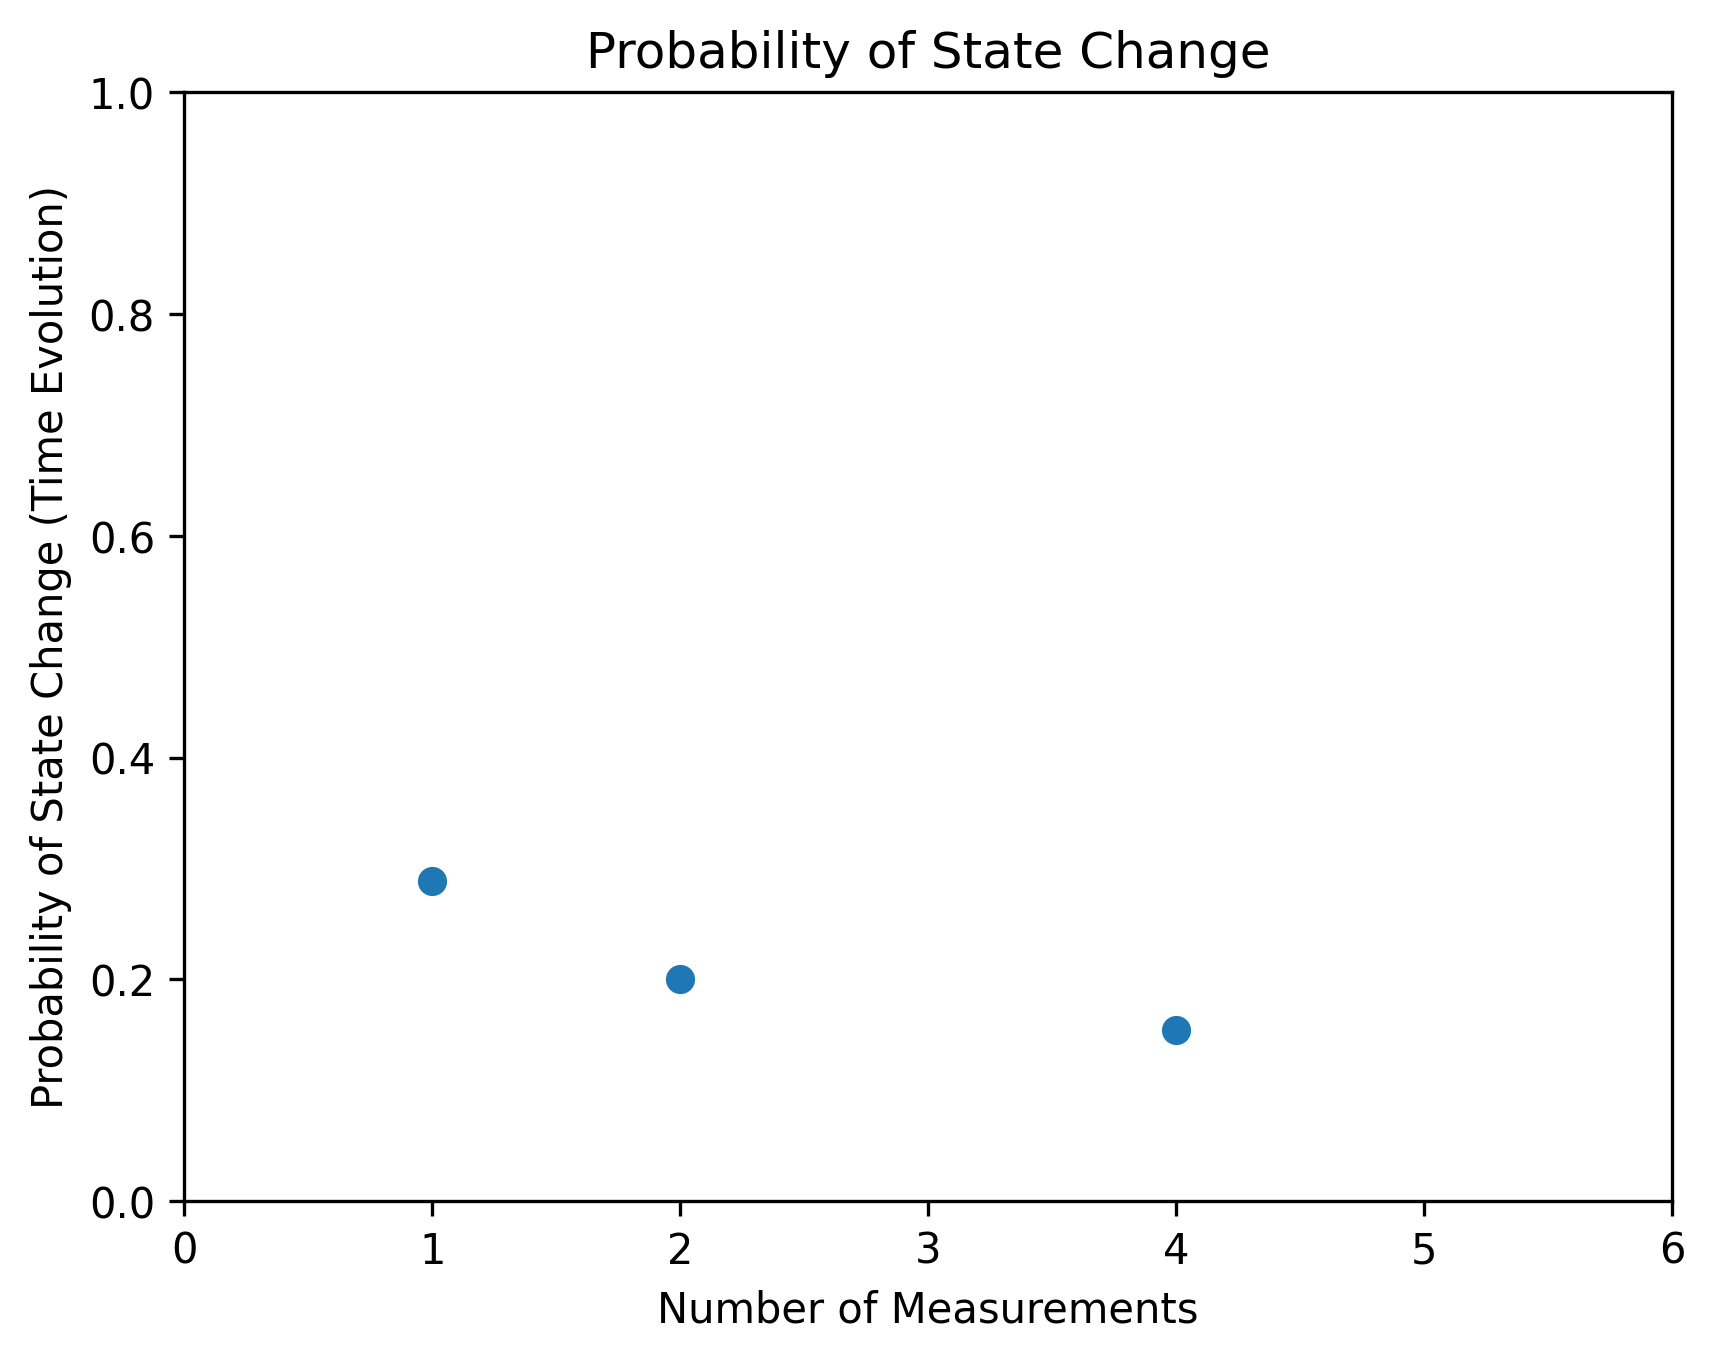 Probability of State Change
Probability of State Change (Time Evolution)
1.0
0.8
0.6
0.4
0.2
0.0
0 1 2 3 4 5 6
Number of Measurements